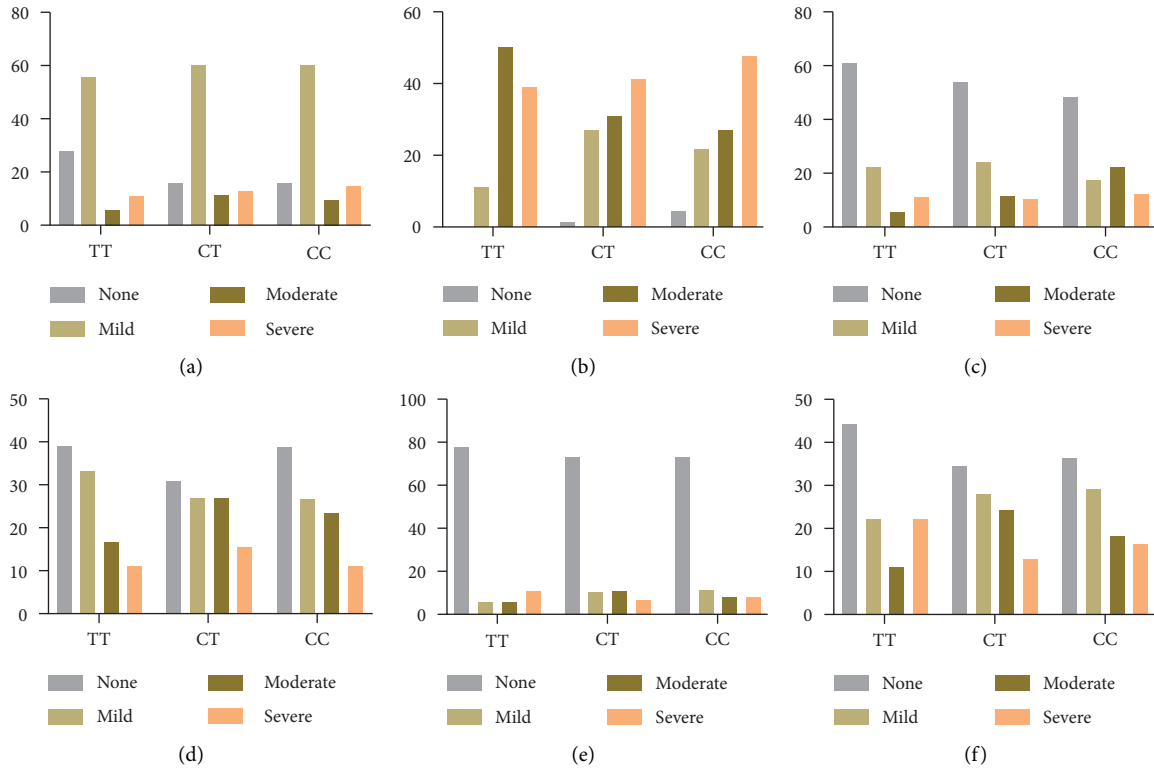 80
60
40
20
0
TT CT CC
None Moderate
Mild Severe
(a)
60
40
20
0
TT CT CC
None Moderate
Mild Severe
(b)
80
60
40
20
0
TT CT CC
None Moderate
Mild Severe
(c)
50
40
30
20
10
0
TT CT CC
None Moderate
Mild Severe
(d)
100
80
60
40
20
0
TT CT CC
None Moderate
Mild Severe
(e)
50
40
30
20
10
0
TT CT CC
None Moderate
Mild Severe
(f)